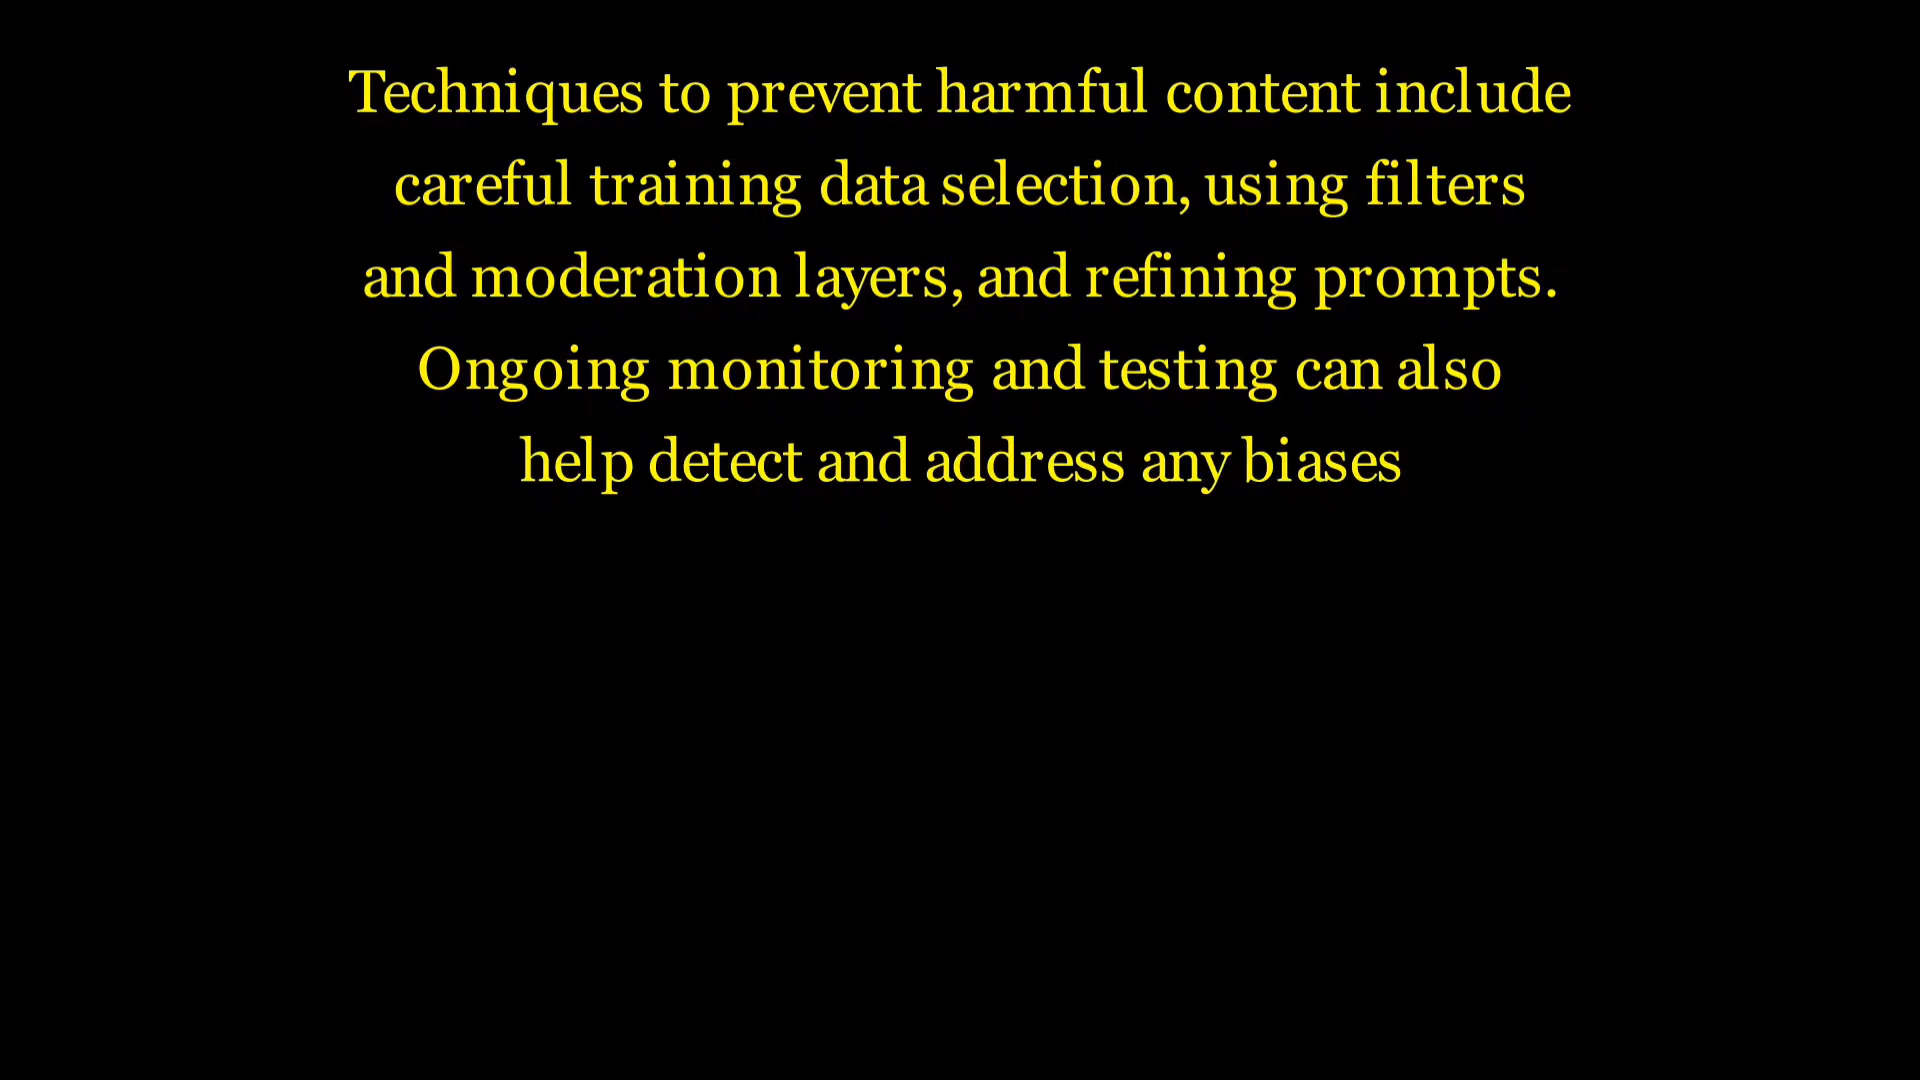 Techniques to prevent harmful content include
careful training data selection, using filters
and moderation layers, and refining prompts.
Ongoing monitoring and testing can also
help detect and address any biases